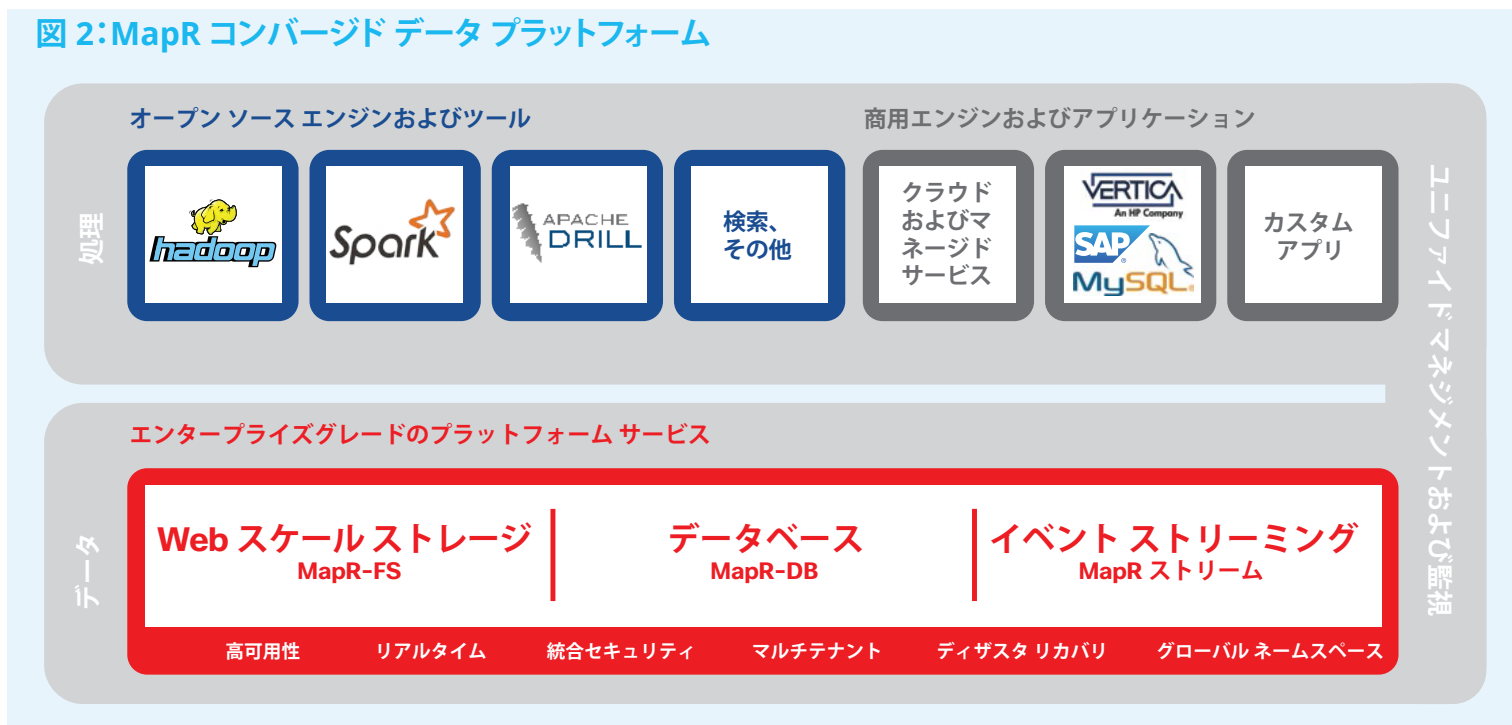 図 2：MapR コンバージド データ プラットフォーム
オープン ソース エンジンおよびツール
商用エンジンおよびアプリケーション
処理
hadoop
Spark
APACHE
DRILL
検索、
その他
クラウド
およびマ
ネージド
サービス
VERTICA
An HP Company
SAP
MySQL
カスタム
アプリ
ユニファイド マネジメントおよび監視
エンタープライズグレードのプラットフォーム サービス
データ
Web スケール ストレージ
MapR-FS
データベース
MapR-DB
イベント ストリーミング
MapR ストリーム
高可用性
リアルタイム
統合セキュリティ
マルチテナント
ディザスタ リカバリ
グローバル ネームスペース